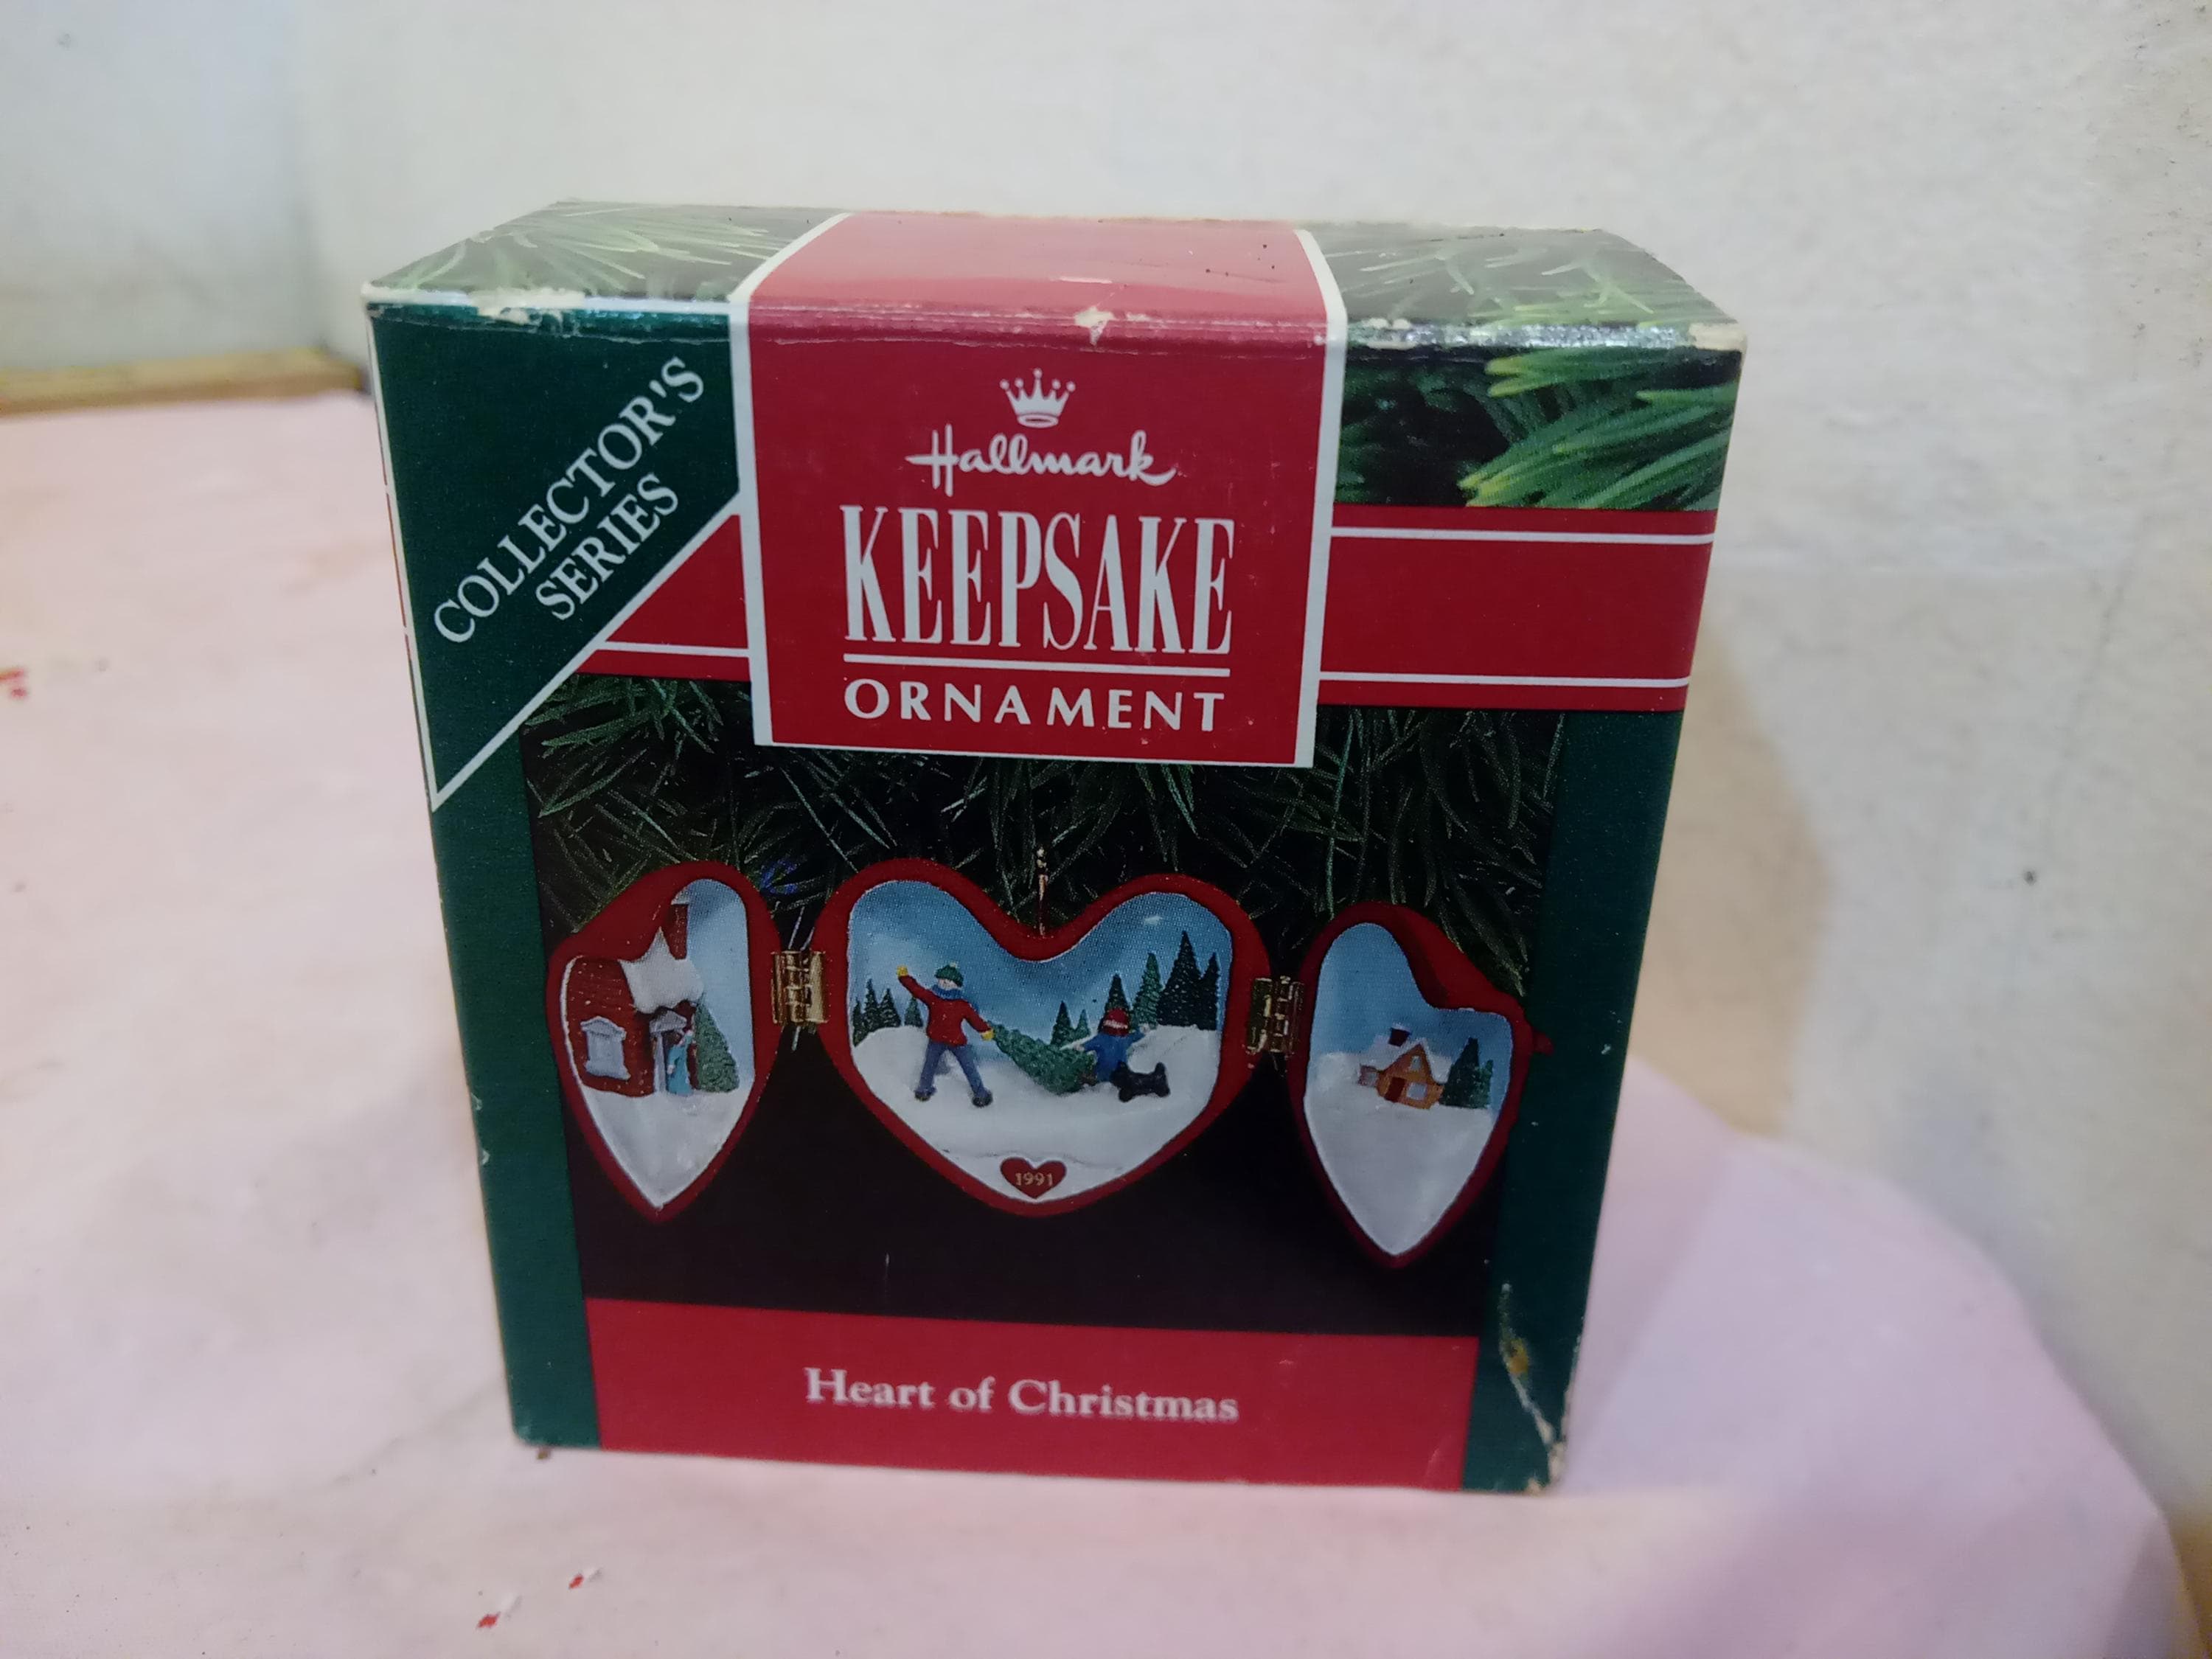 COLLECTOR'S
SERIES
Hallmark
KEEPSAKE
ORNAMENT
1991
Heart of Christmas